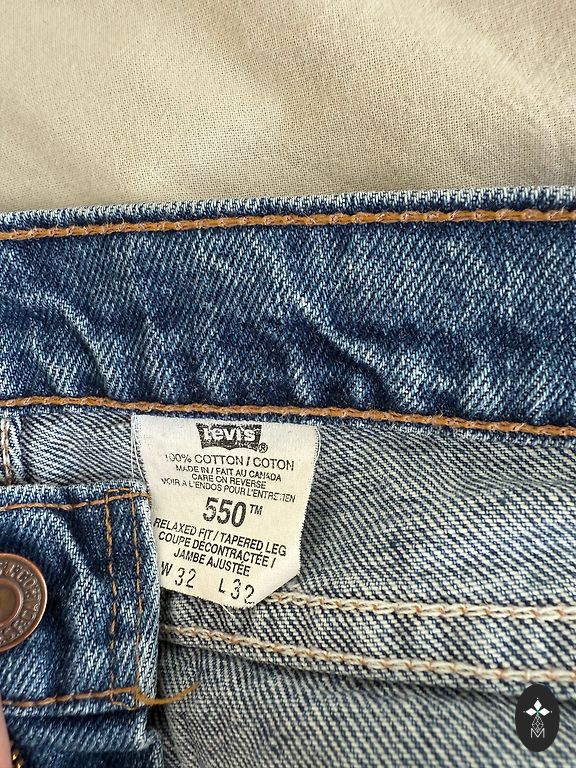 Levi's®
100% COTTON / COTON
MADE IN / FAIT AU CANADA
CARE ON REVERSE
VOIR A L'ENDOS POUR L'ENTRETIEN
550™
RELAXED FIT / TAPERED LEG
COUPE DÉCONTRACTÉE /
JAMBE AJUSTÉE
W 32 L 32
M